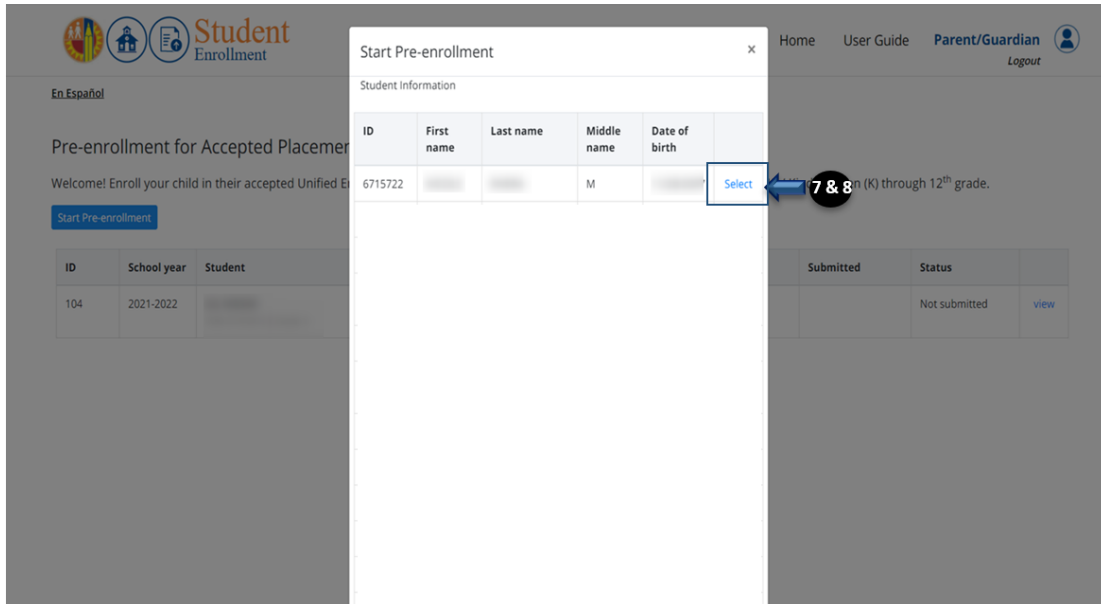 Student
Enrollment
Home User Guide Parent/Guardian
Logout
En Español
Pre-enrollment for Accepted
Welcome! Enroll your child in their accepted Unified
(K) through 12th grade.
Start Pre-enrollment
ID School year Student Submitted Status
104 2021-2022 Not submitted view
Start Pre-enrollment ×
Student Information
ID First name Last name Middle name Date of birth
6715722 M Select
7 & 8